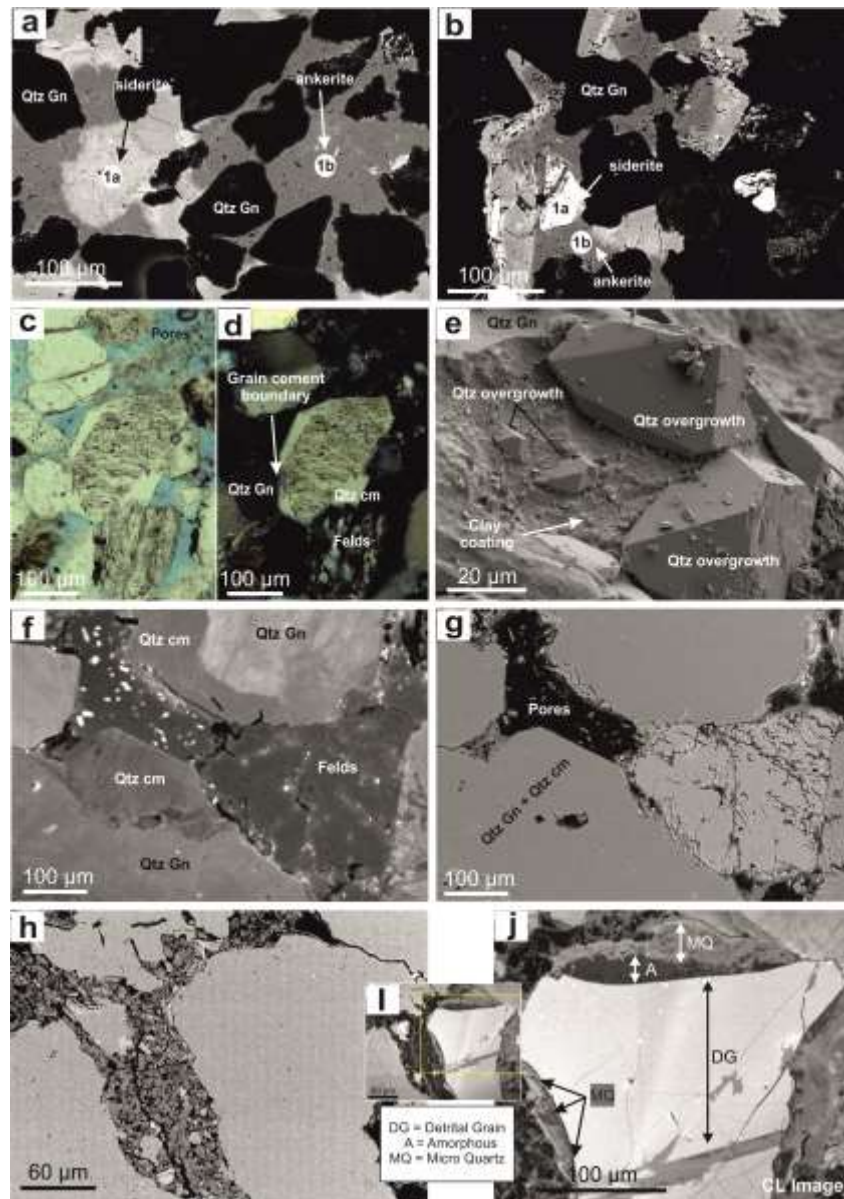 a
Qtz Gn
siderite
ankerite
1a
1b
Qtz Gn
100 µm
b
Qtz Gn
siderite
1a
1b
ankerite
100 µm
c
Pores
100 µm
d
Grain cement
boundary
Qtz Gn
Qtz cm
Felds
100 µm
e
Qtz Gn
Qtz overgrowth
Qtz overgrowth
Clay
coating
Qtz overgrowth
20 µm
f
Qtz cm
Qtz Gn
Qtz cm
Felds
Qtz Gn
100 µm
g
Pores
Qtz Gn + Qtz cm
100 µm
h
60 µm
I
DG = Detrital Grain
A = Amorphous
MQ = Micro Quartz
j
MQ
A
DG
MQ
100 µm
CL Image